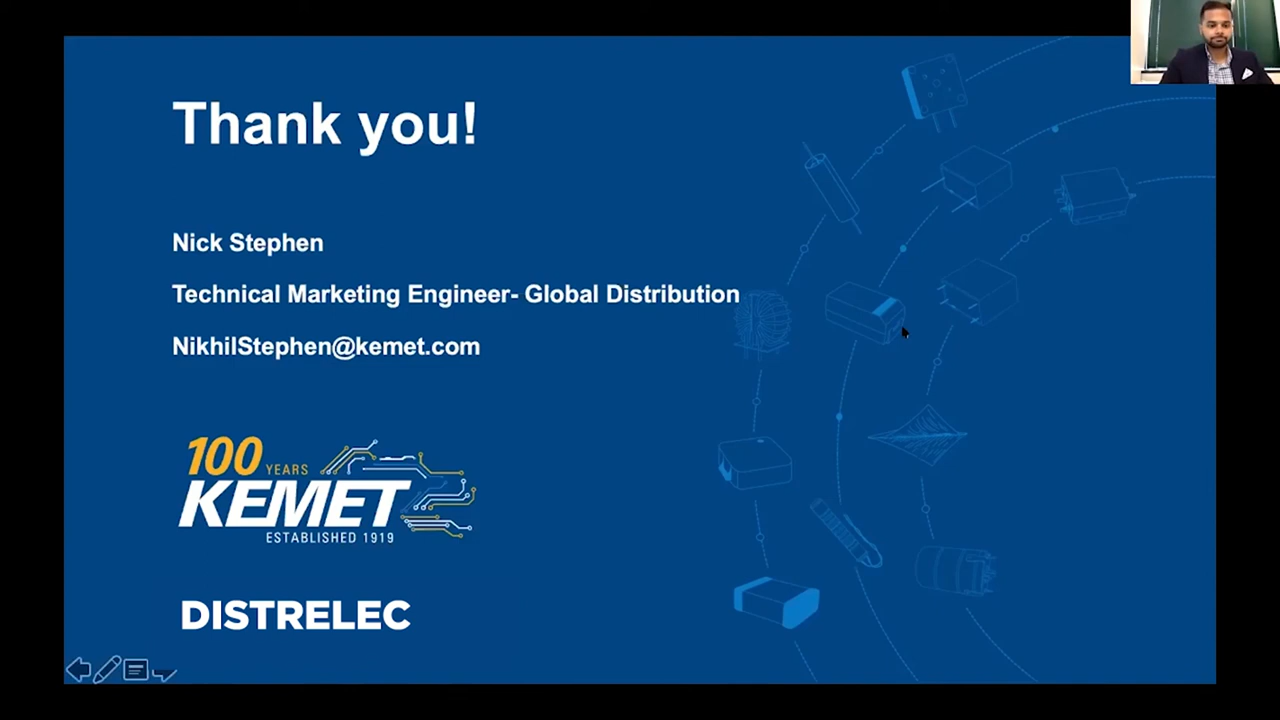 Thank you!
Nick Stephen
Technical Marketing Engineer- Global Distribution
NikhilStephen@kemet.com
100 YEARS
KEMET
ESTABLISHED 1919
DISTRELEC